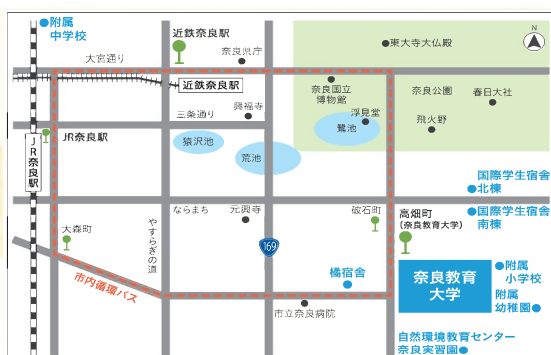 附属
中学校
近鉄奈良駅
奈良県庁
東大寺大仏殿
N
大宮通り
近鉄奈良駅
奈良国立
博物館
奈良公園
春日大社
浮見堂
鷺池
飛火野
三条通り
興福寺
JR奈良駅
JR奈良駅
猿沢池
荒池
国際学生宿舎
北棟
国際学生宿舎
南棟
ならまち
元興寺
破石町
高畑町
(奈良教育大学)
大森町
やすらぎの道
169
市内循環バス
橘宿舎
奈良教育
大学
附属
小学校
附属
幼稚園
市立奈良病院
自然環境教育センター
奈良実習園